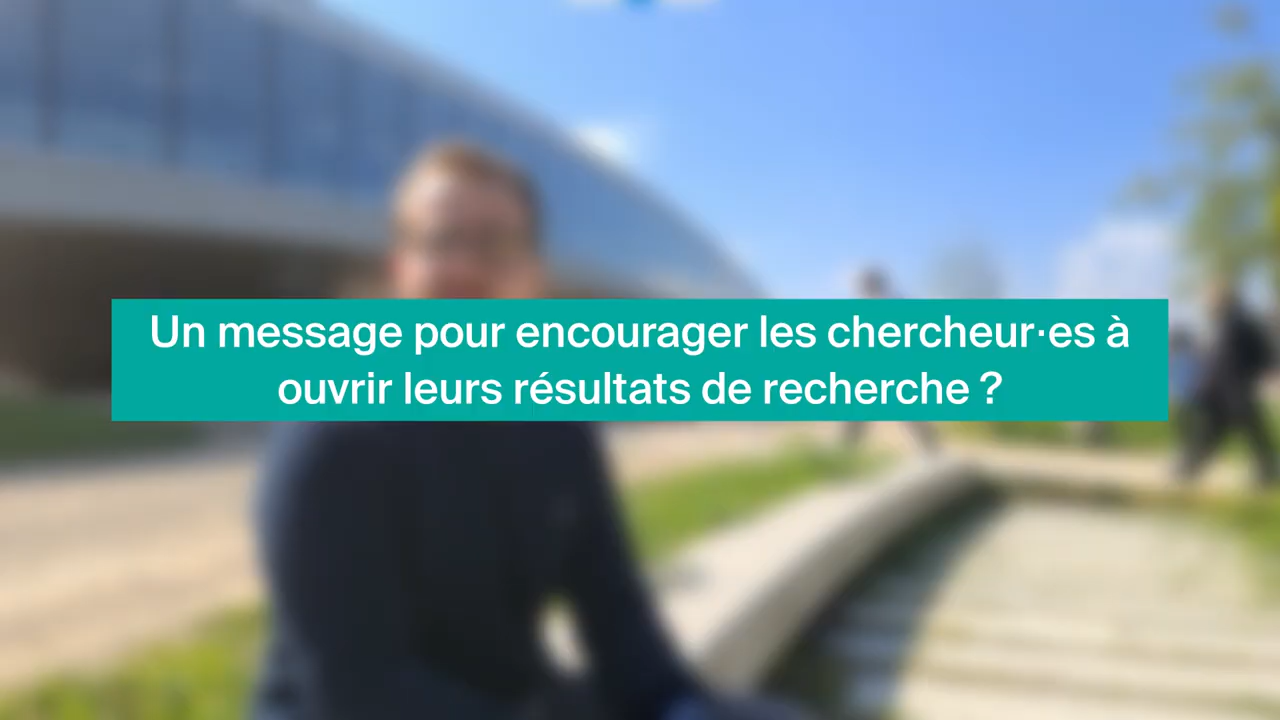 Un message pour encourager les chercheur·es à
ouvrir leurs résultats de recherche ?